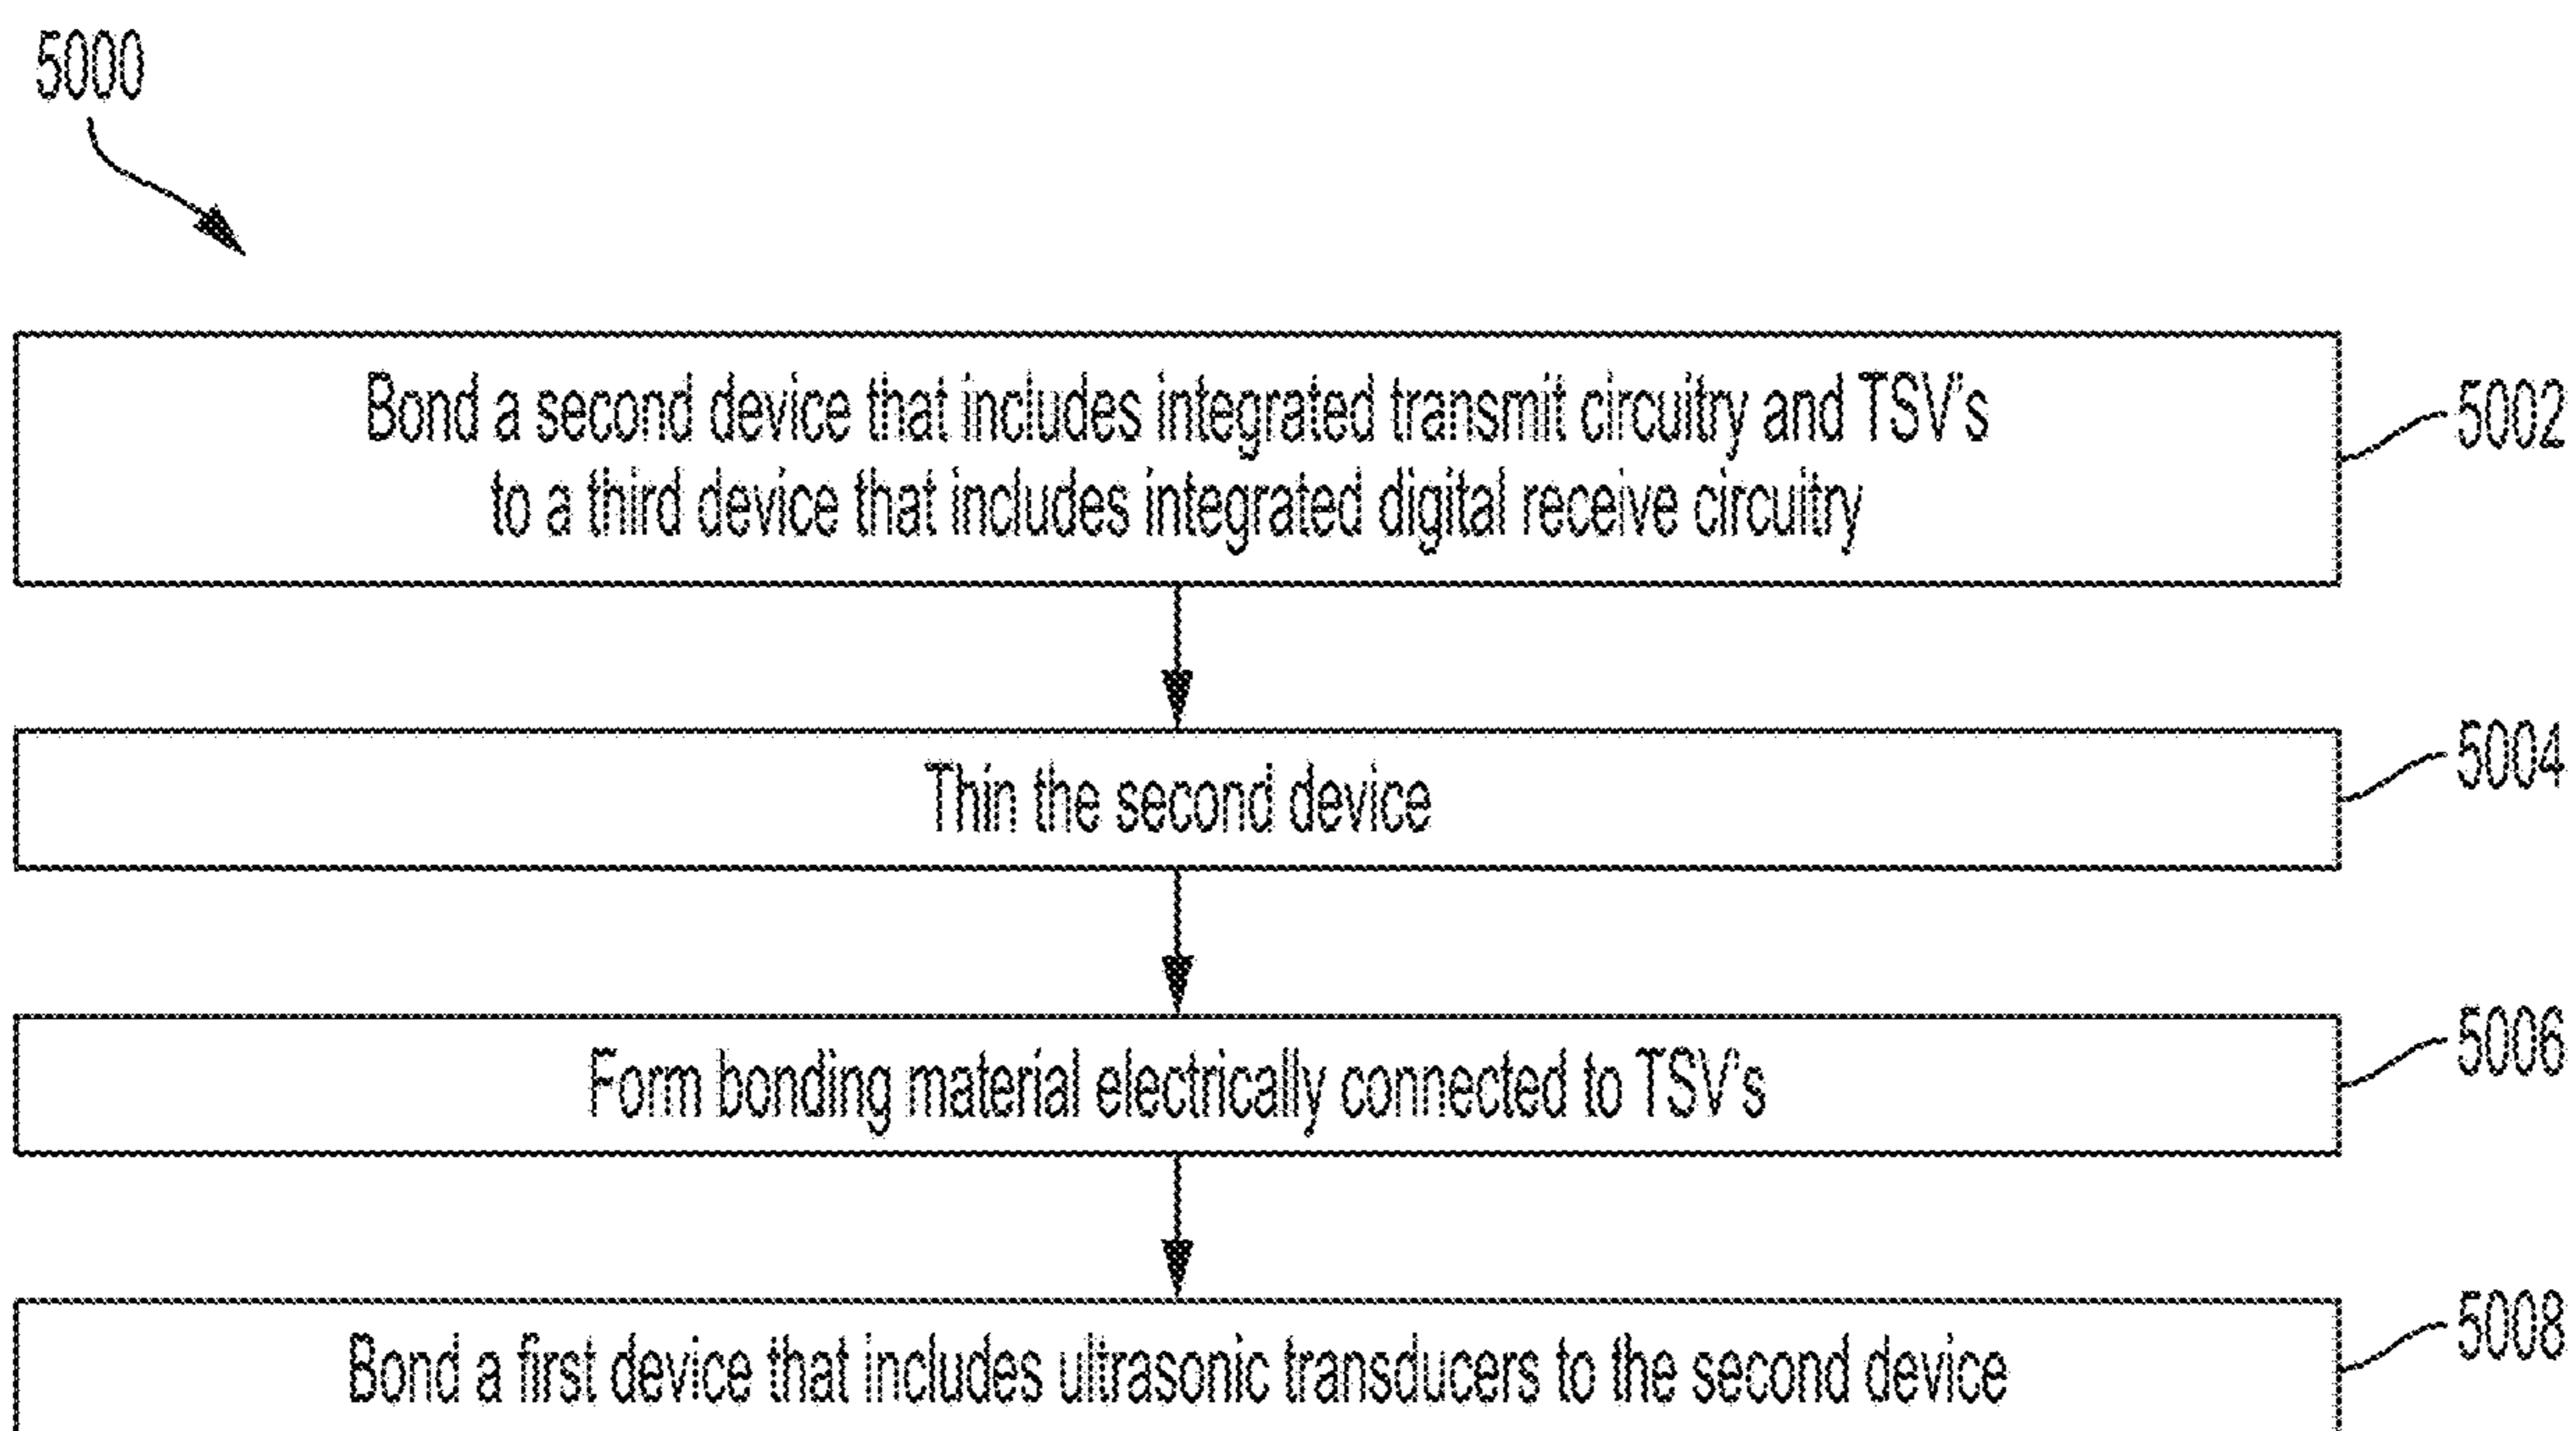 5000
Bond a second device that includes integrated transmit circuitry and TSV's
to a third device that includes integrated digital receive circuitry
5002
Thin the second device
5004
Form bonding material electrically connected to TSV's
5006
Bond a first device that includes ultrasonic transducers to the second device
5008